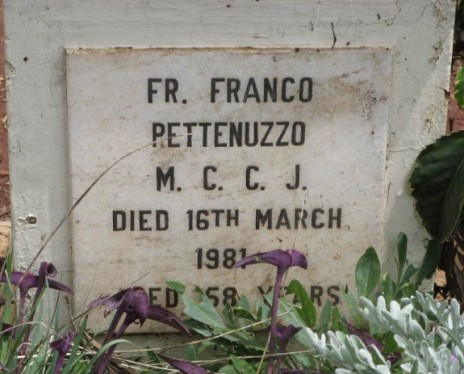 FR. FRANCO
PETTENUZZO
M. C. C. J.
DIED 16TH MARCH
1981
58 YEARS